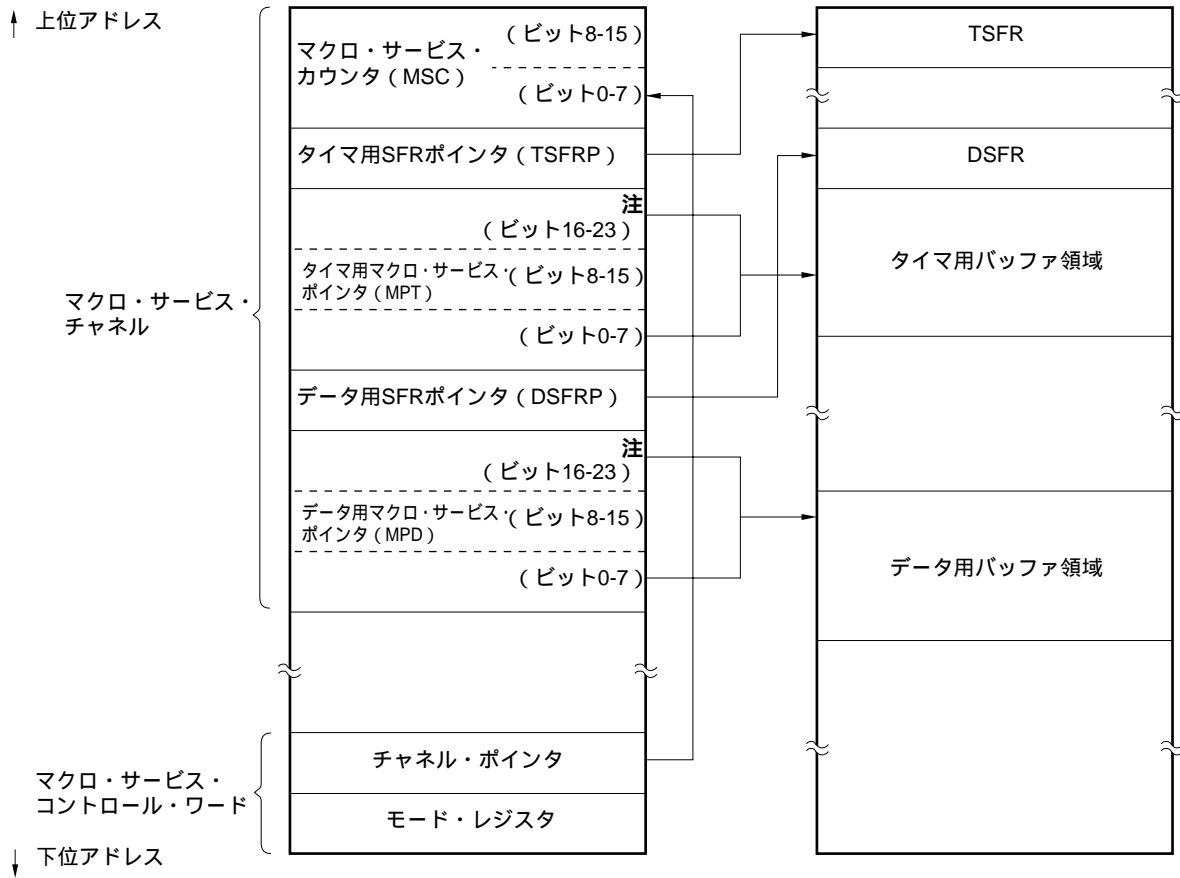 上位アドレス
マクロ・サービス・
カウンタ(MSC)
(ビット8-15)
(ビット0-7)
タイマ用SFRポインタ(TSFRP)
注
(ビット16-23)
タイマ用マクロ・サービス・
ポインタ(MPT)
(ビット8-15)
(ビット0-7)
データ用SFRポインタ(DSFRP)
注
(ビット16-23)
データ用マクロ・サービス・
ポインタ(MPD)
(ビット8-15)
(ビット0-7)
マクロ・サービス・
チャネル
チャネル・ポインタ
モード・レジスタ
マクロ・サービス・
コントロール・ワード
下位アドレス
TSFR
DSFR
タイマ用バッファ領域
データ用バッファ領域